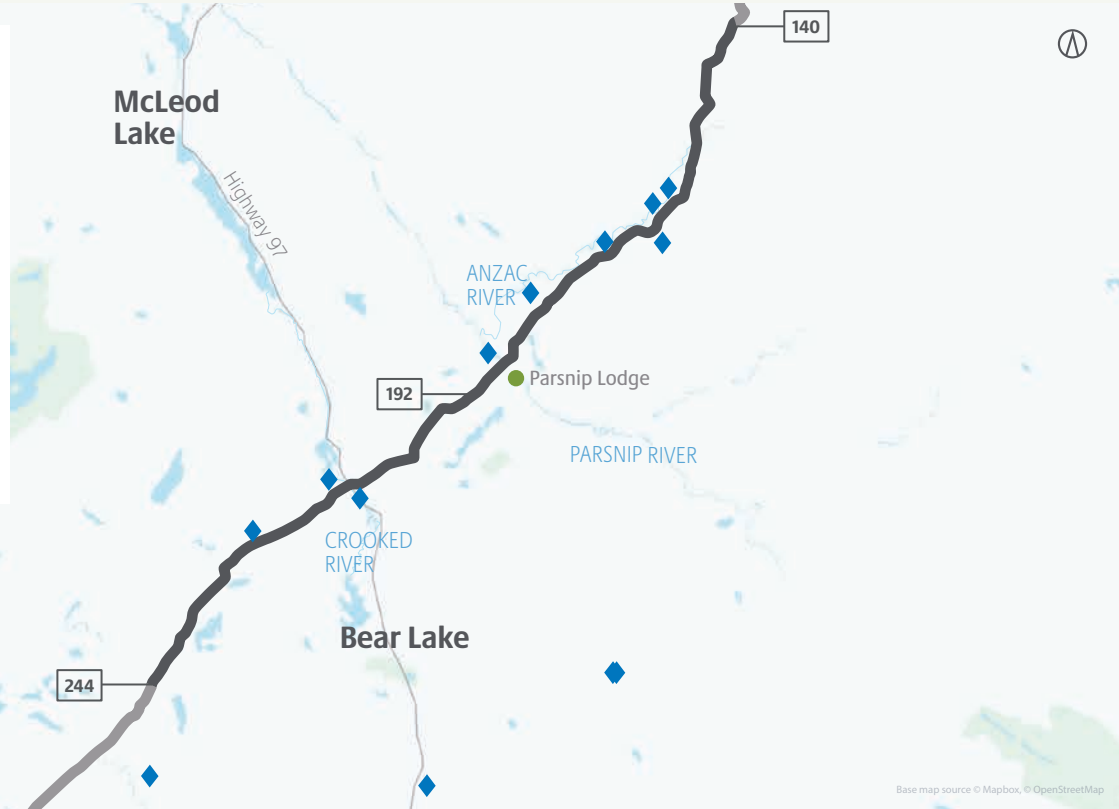 140
McLeod
Lake
Highway 97
ANZAC
RIVER
192
Parsnip Lodge
PARSNIP RIVER
CROOKED
RIVER
Bear Lake
244
Base map source © Mapbox, © OpenStreetMap